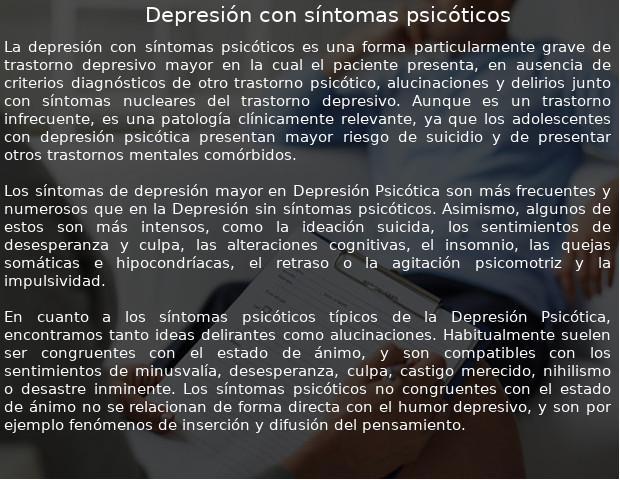 Depresión con síntomas psicóticos
La depresión con síntomas psicóticos es una forma particularmente grave de
trastorno depresivo mayor en la cual el paciente presenta, en ausencia de
criterios diagnósticos de otro trastorno psicótico, alucinaciones y delirios junto
con síntomas nucleares del trastorno depresivo. Aunque es un trastorno
infrecuente, es una patología clínicamente relevante, ya que los adolescentes
con depresión psicótica presentan mayor riesgo de suicidio y de presentar
otros trastornos mentales comórbidos.
Los síntomas de depresión mayor en Depresión Psicótica son más frecuentes y
numerosos que en la Depresión sin síntomas psicóticos. Asimismo, algunos de
estos son más intensos, como la ideación suicida, los sentimientos de
desesperanza y culpa, las alteraciones cognitivas, el insomnio, las quejas
somáticas e hipocondríacas, el retraso o la agitación psicomotriz y la
impulsividad.
En cuanto a los síntomas psicóticos típicos de la Depresión Psicótica,
encontramos tanto ideas delirantes como alucinaciones. Habitualmente suelen
ser congruentes con el estado de ánimo, y son compatibles con los
sentimientos de minusvalía, desesperanza, culpa, castigo merecido, nihilismo
o desastre inminente. Los síntomas psicóticos no congruentes con el estado
de ánimo no se relacionan de forma directa con el humor depresivo, y son por
ejemplo fenómenos de inserción y difusión del pensamiento.